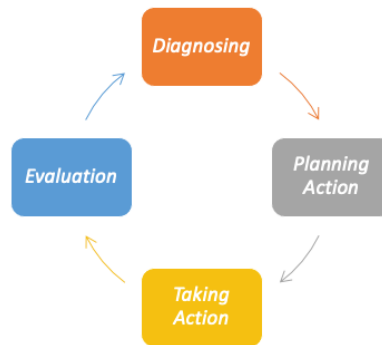 Diagnosing
Planning
Action
Taking
Action
Evaluation